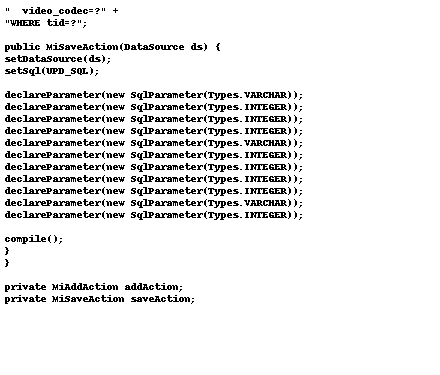 "  video_codec=?" +
"WHERE tid=?";

public MiSaveAction(DataSource ds) {
setDataSource(ds);
setSql(UPD_SQL);

declareParameter(new SqlParameter(Types.VARCHAR));
declareParameter(new SqlParameter(Types.INTEGER));
declareParameter(new SqlParameter(Types.INTEGER));
declareParameter(new SqlParameter(Types.INTEGER));
declareParameter(new SqlParameter(Types.VARCHAR));
declareParameter(new SqlParameter(Types.INTEGER));
declareParameter(new SqlParameter(Types.INTEGER));
declareParameter(new SqlParameter(Types.INTEGER));
declareParameter(new SqlParameter(Types.INTEGER));
declareParameter(new SqlParameter(Types.VARCHAR));
declareParameter(new SqlParameter(Types.INTEGER));

compile();
}
}

private MiAddAction addAction;
private MiSaveAction saveAction;